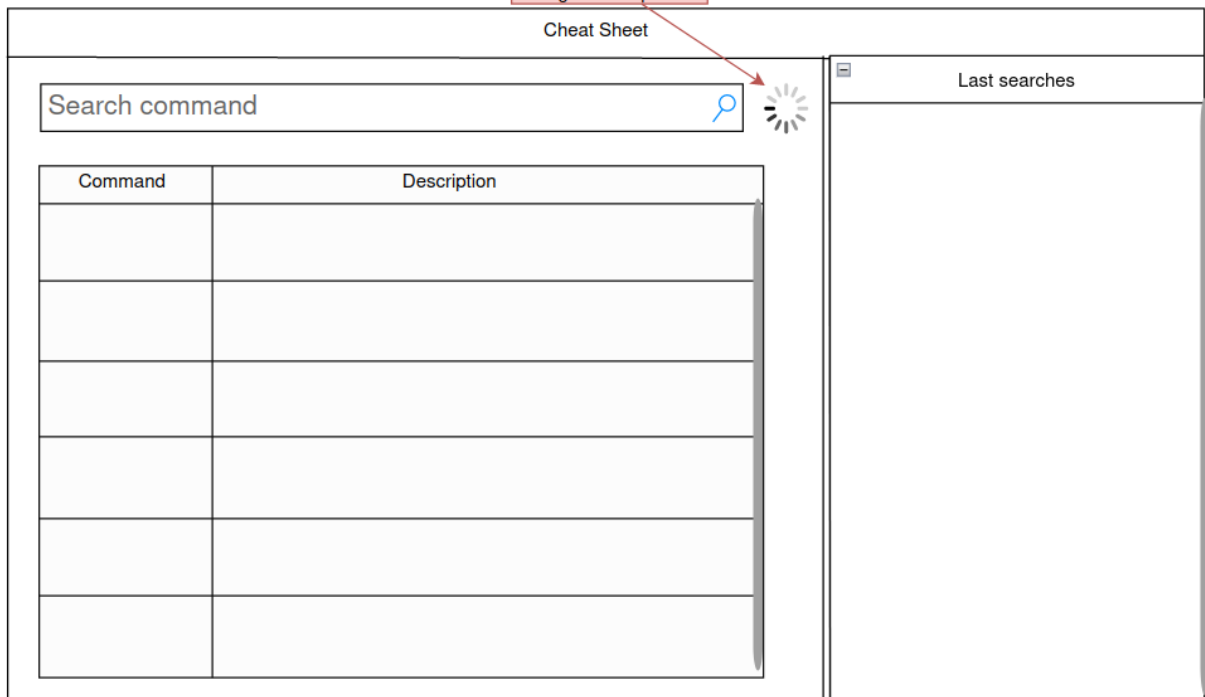 Cheat Sheet
Search command
Last searches
Command
Description